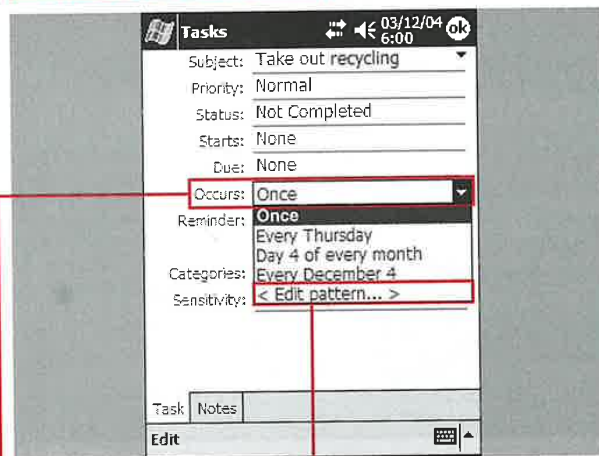 Tasks 03/12/04 ok
6:00
Subject: Take out recycling
Priority: Normal
Status: Not Completed
Starts: None
Due: None
Occurs: Once
Reminder: Once
Every Thursday
Day 4 of every month
Categories: Every December 4
Sensitivity: < Edit pattern... >
Task Notes
Edit